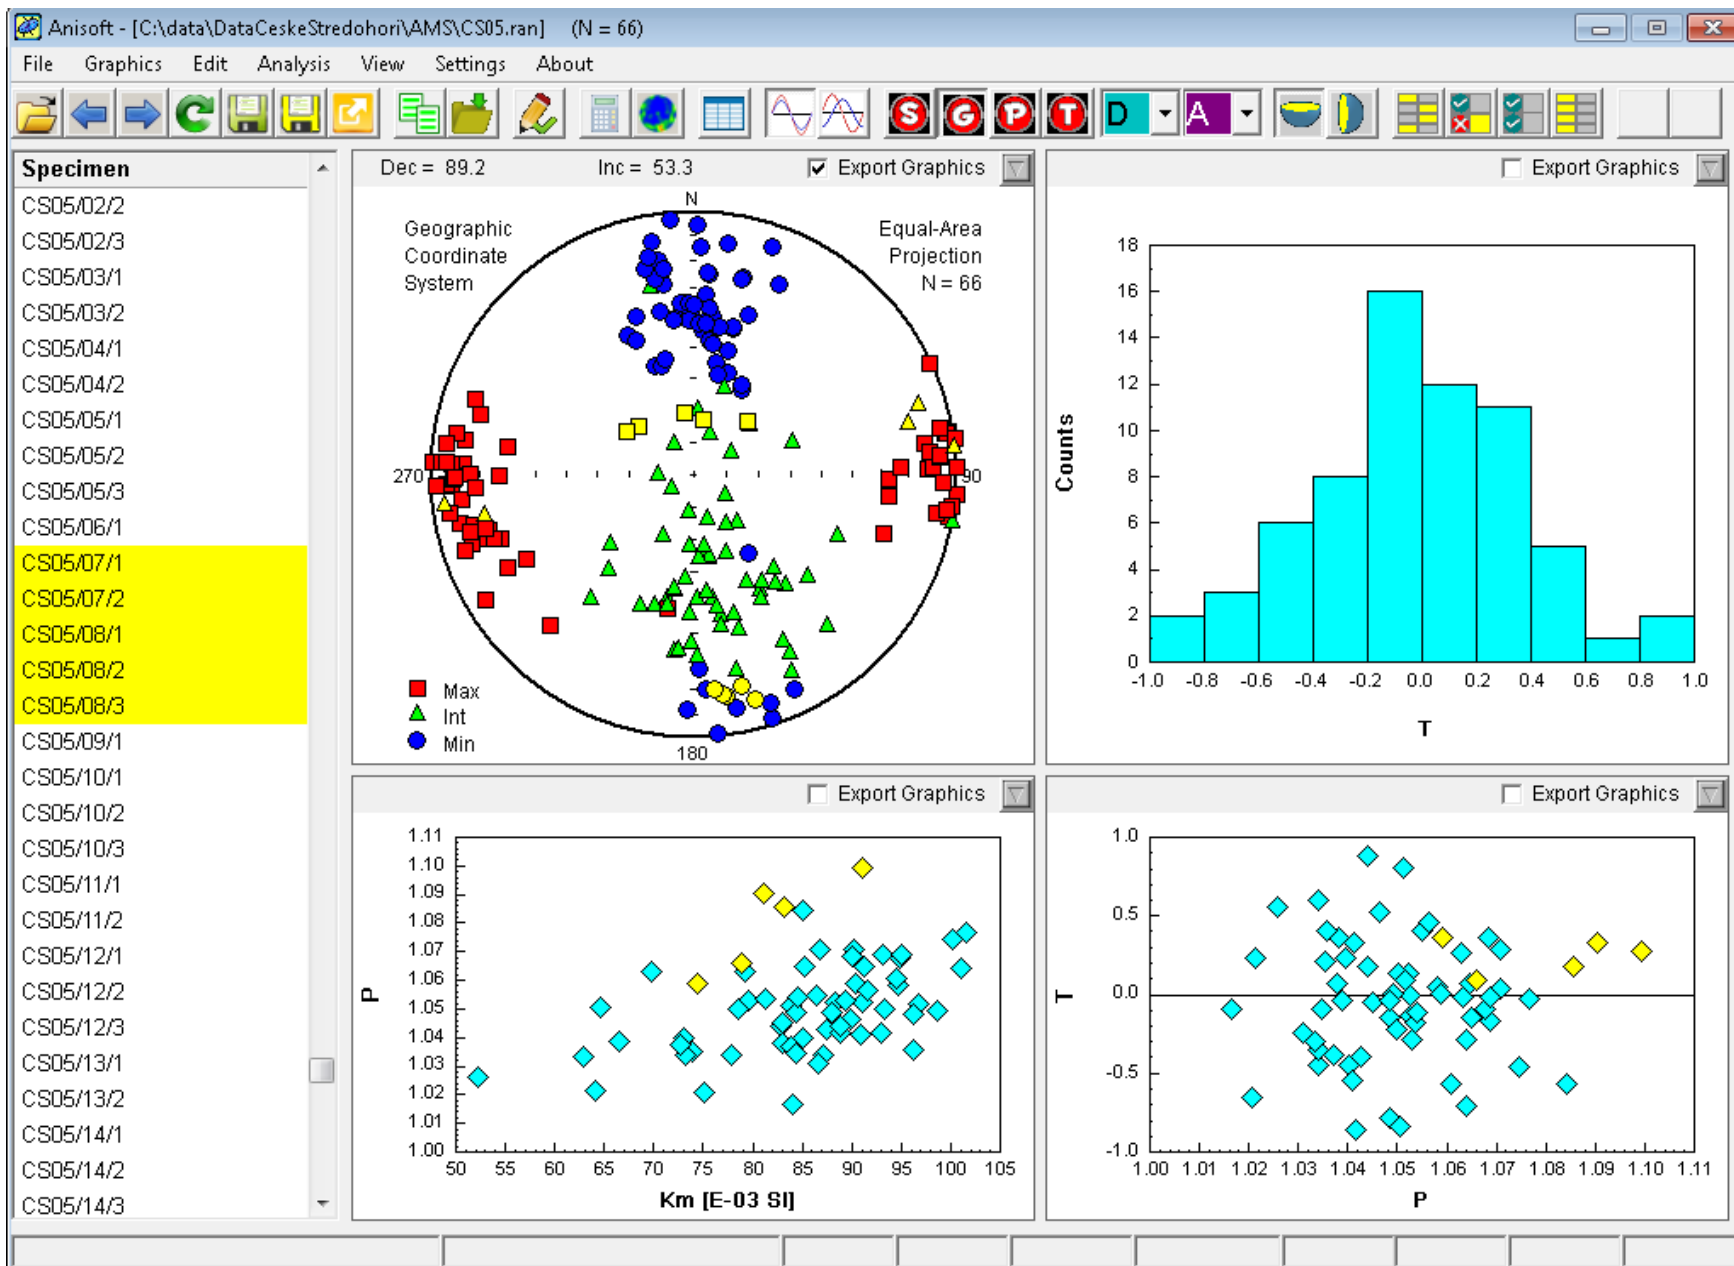 Anisoft - [C:\data\DataCeskeStredohori\AMS\CS05.ran] (N = 66)
File Graphics Edit Analysis View Settings About
S G P T D A
Specimen
CS05/02/2
CS05/02/3
CS05/03/1
CS05/03/2
CS05/04/1
CS05/04/2
CS05/05/1
CS05/05/2
CS05/05/3
CS05/06/1
CS05/07/1
CS05/07/2
CS05/08/1
CS05/08/2
CS05/08/3
CS05/09/1
CS05/10/1
CS05/10/2
CS05/10/3
CS05/11/1
CS05/11/2
CS05/12/1
CS05/12/2
CS05/12/3
CS05/13/1
CS05/13/2
CS05/14/1
CS05/14/2
CS05/14/3
Dec = 89.2 Inc = 53.3 Export Graphics
N
Geographic
Coordinate
System
Equal-Area
Projection
N = 66
270
90
180
Max
Int
Min
Export Graphics
18
16
14
12
10
8
6
4
2
0
Counts
-1.0 -0.8 -0.6 -0.4 -0.2 0.0 0.2 0.4 0.6 0.8 1.0
T
Export Graphics
1.11
1.10
1.09
1.08
1.07
1.06
1.05
1.04
1.03
1.02
1.01
1.00
P
50 55 60 65 70 75 80 85 90 95 100 105
Km [E-03 SI]
Export Graphics
1.0
0.5
0.0
-0.5
-1.0
T
1.00 1.01 1.02 1.03 1.04 1.05 1.06 1.07 1.08 1.09 1.10 1.11
P